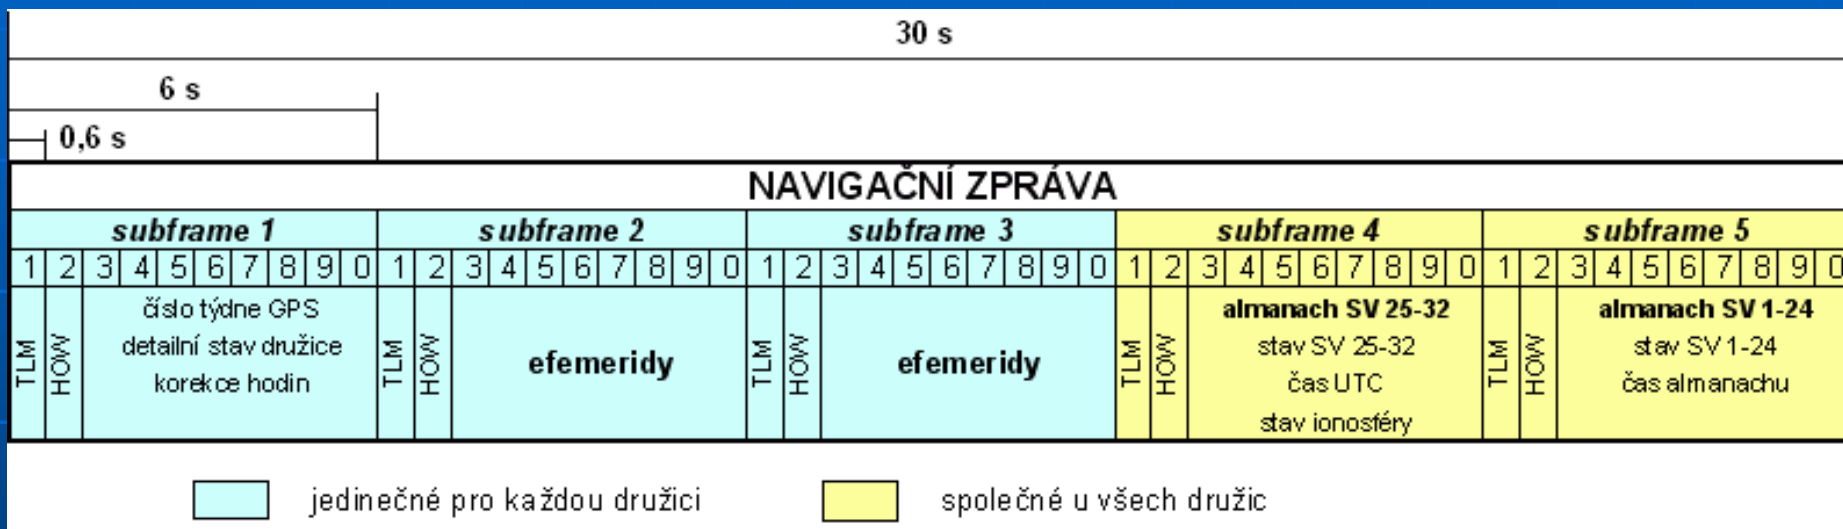 30 s
6 s
0,6 s
NAVIGAČNÍ ZPRÁVA
subframe 1 subframe 2 subframe 3 subframe 4 subframe 5
1 2 3 4 5 6 7 8 9 0 1 2 3 4 5 6 7 8 9 0 1 2 3 4 5 6 7 8 9 0 1 2 3 4 5 6 7 8 9 0 1 2 3 4 5 6 7 8 9 0
TLM
HOW
číslo týdne GPS
detailní stav družice
korekce hodin
TLM
HOW
efemeridy
TLM
HOW
efemeridy
TLM
HOW
almanach SV 25-32
stav SV 25-32
čas UTC
stav ionosféry
TLM
HOW
almanach SV 1-24
stav SV 1-24
čas almanachu
jedinečné pro každou družici
společné u všech družic